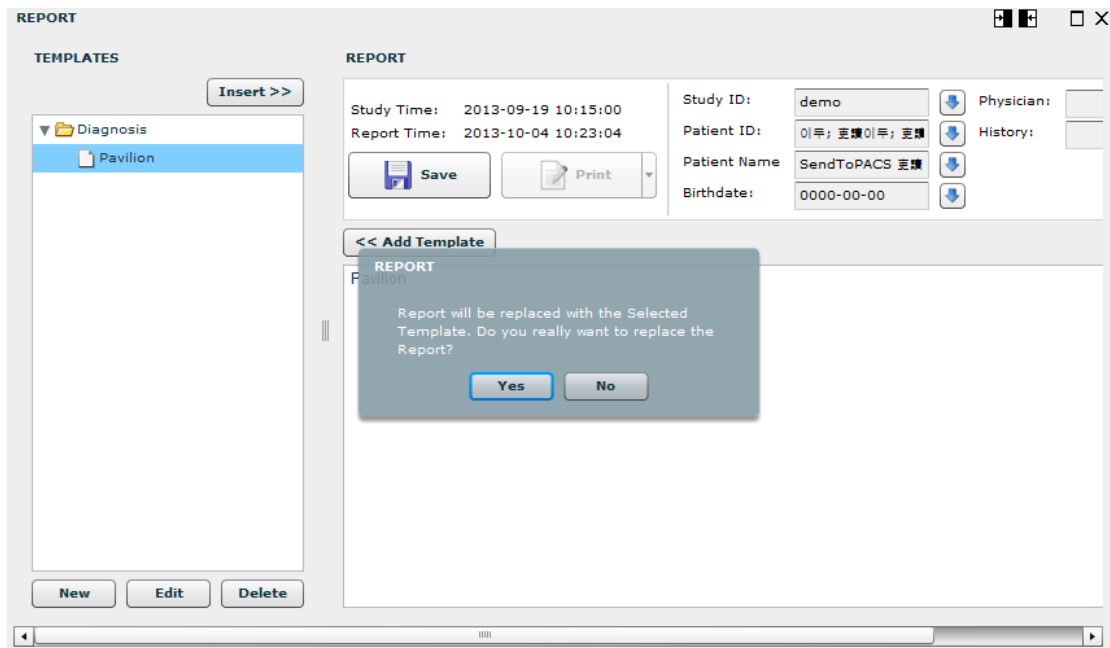 REPORT
TEMPLATES
Insert >>
Diagnosis
Pavilion
New
Edit
Delete
REPORT
Study Time: 2013-09-19 10:15:00
Report Time: 2013-10-04 10:23:04
Save
Print
Study ID: demo
Patient ID:
Patient Name SendToPACS
Birthdate: 0000-00-00
Physician:
History:
<< Add Template
Pavilion
REPORT
Report will be replaced with the Selected
Template. Do you really want to replace the
Report?
Yes
No